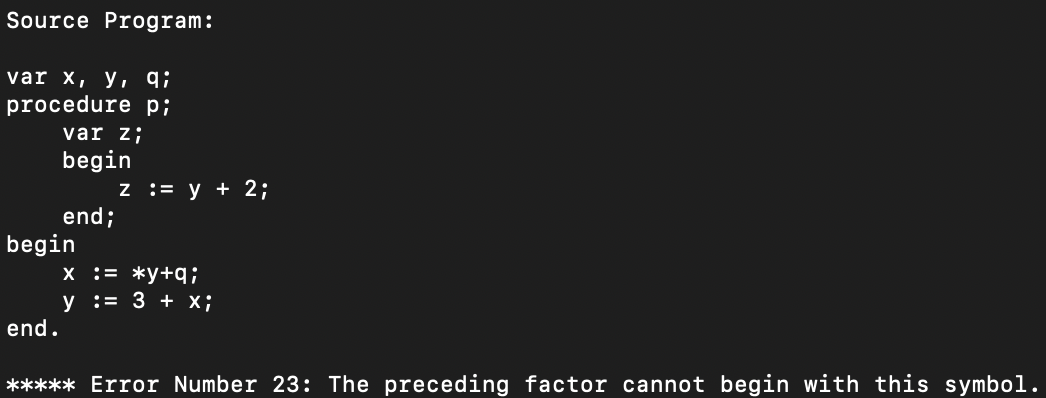 Source Program:
var x, y, q;
procedure p;
var z;
begin
z := y + 2;
end;
begin
x := *y+q;
y := 3 + x;
end.
***** Error Number 23: The preceding factor cannot begin with this symbol.